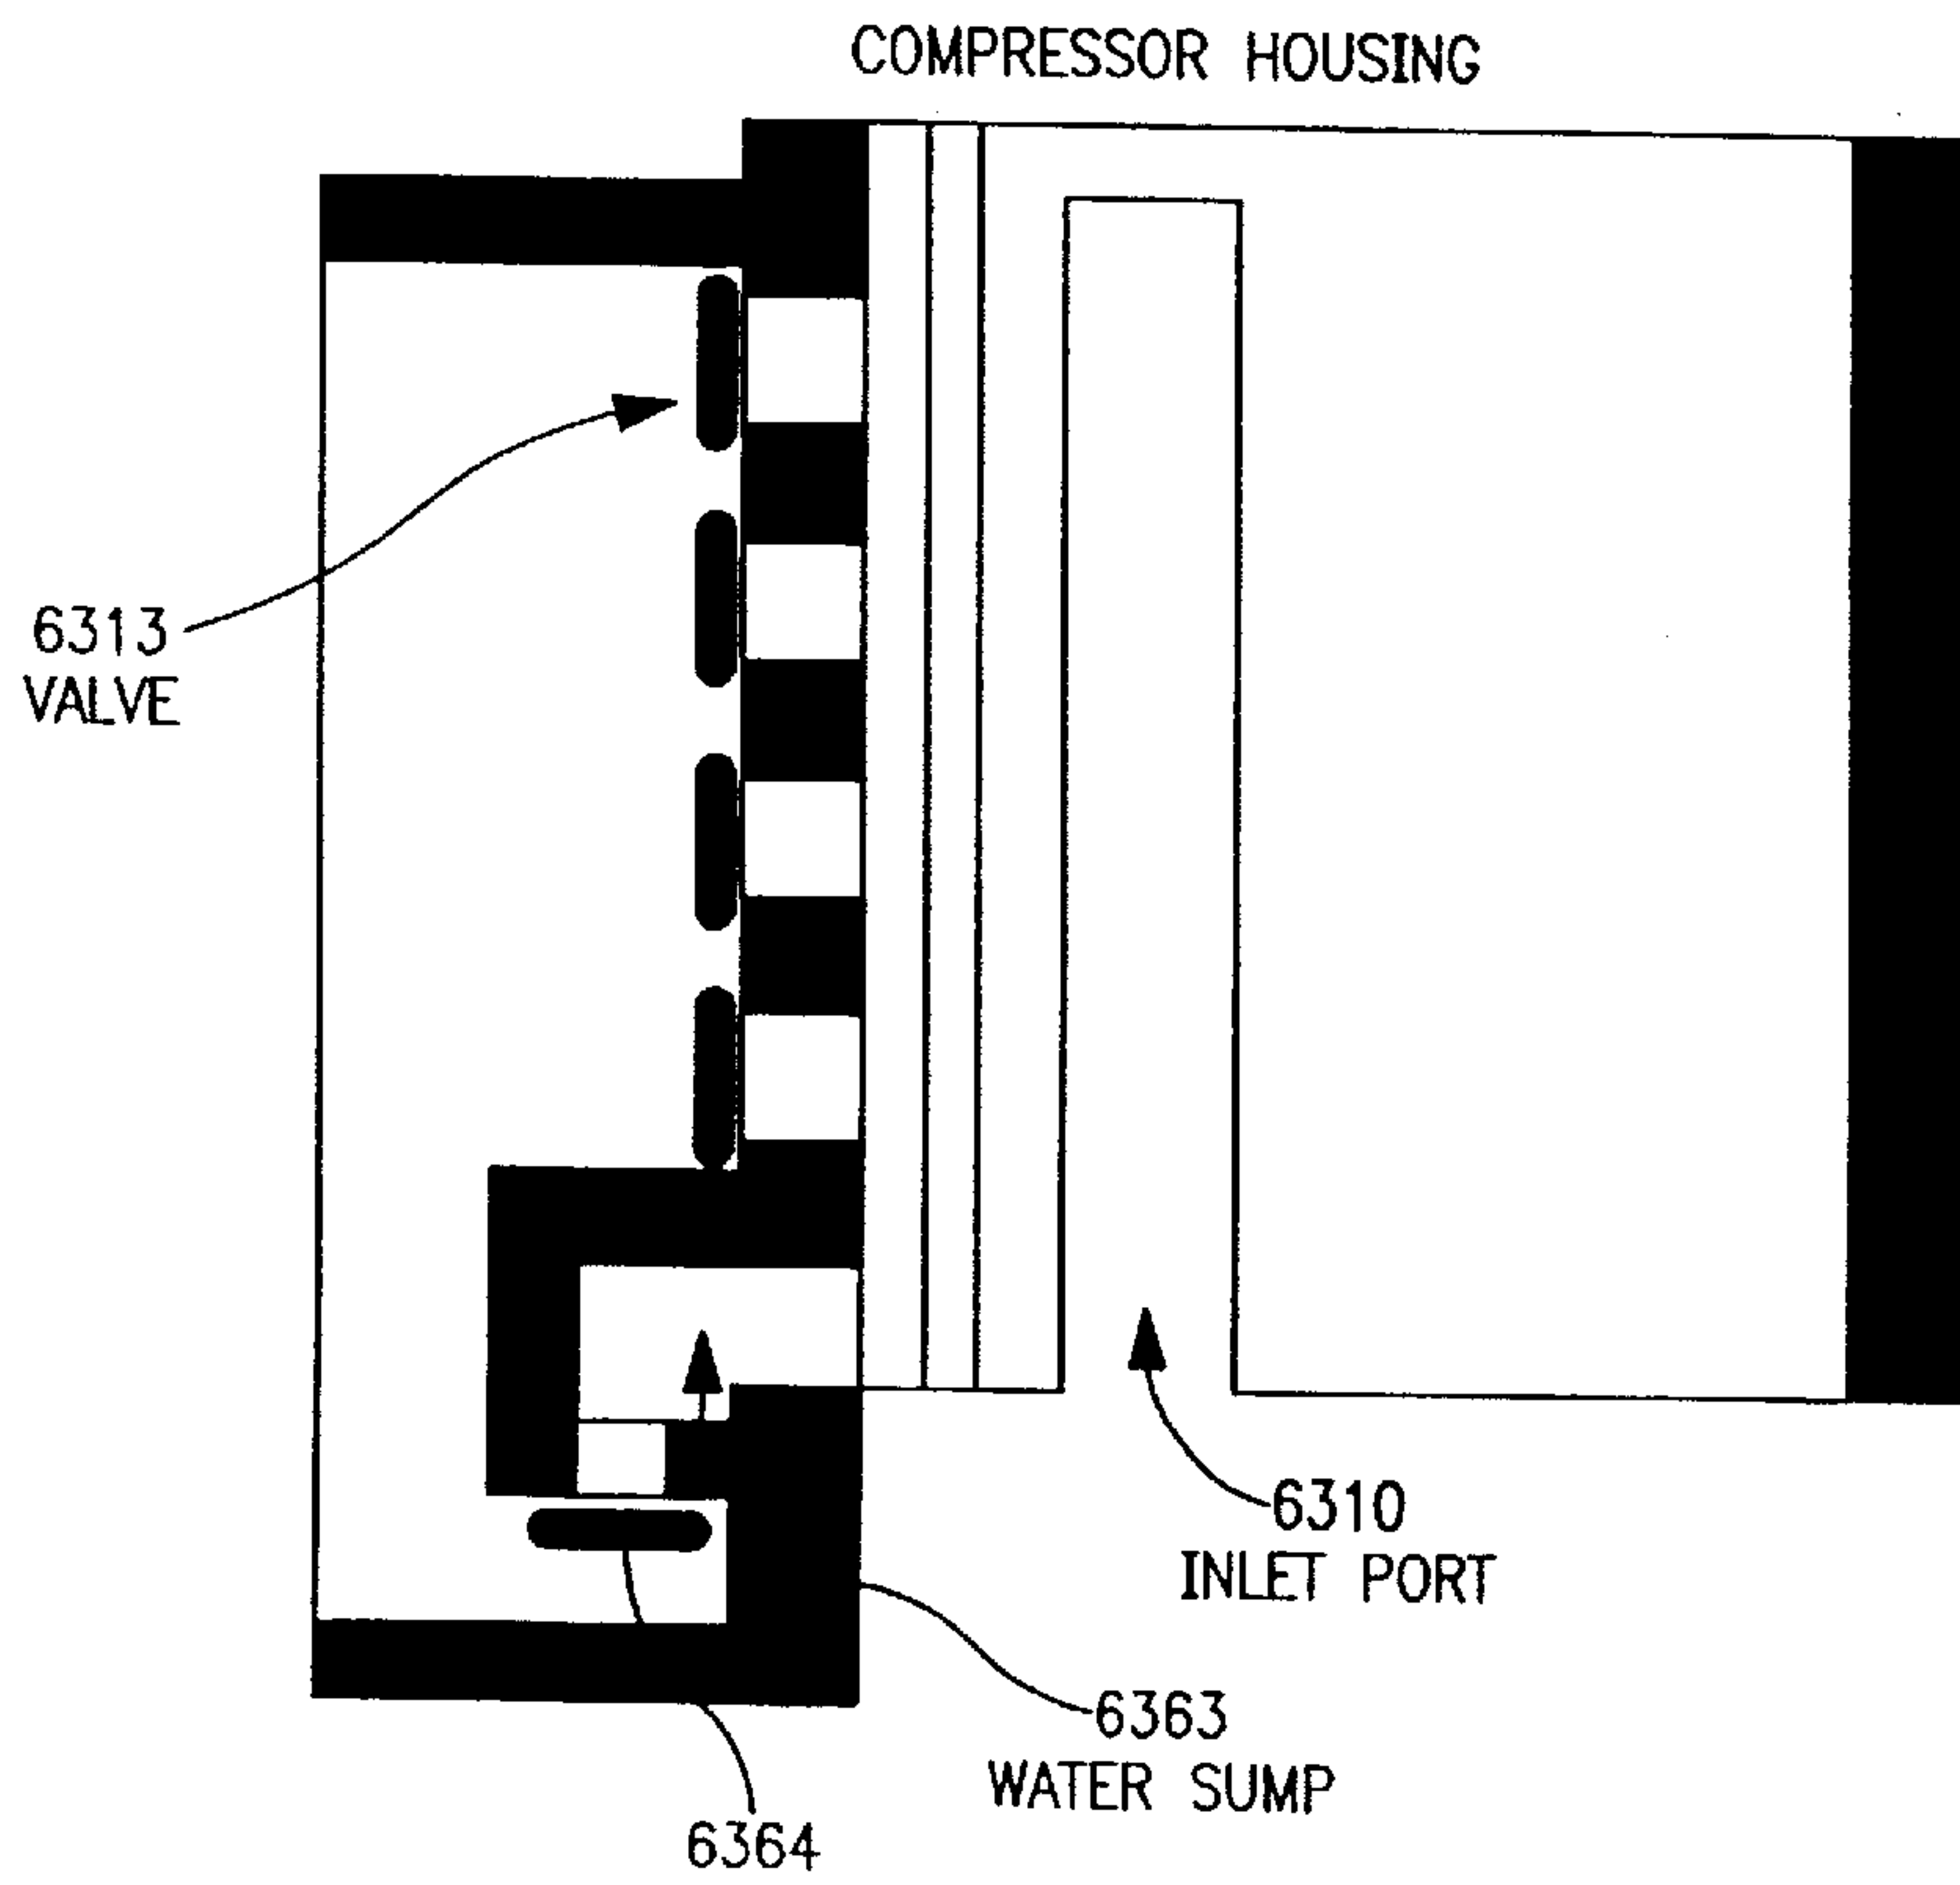 COMPRESSOR HOUSING
6313
VALVE
6310
INLET PORT
6363
WATER SUMP
6364